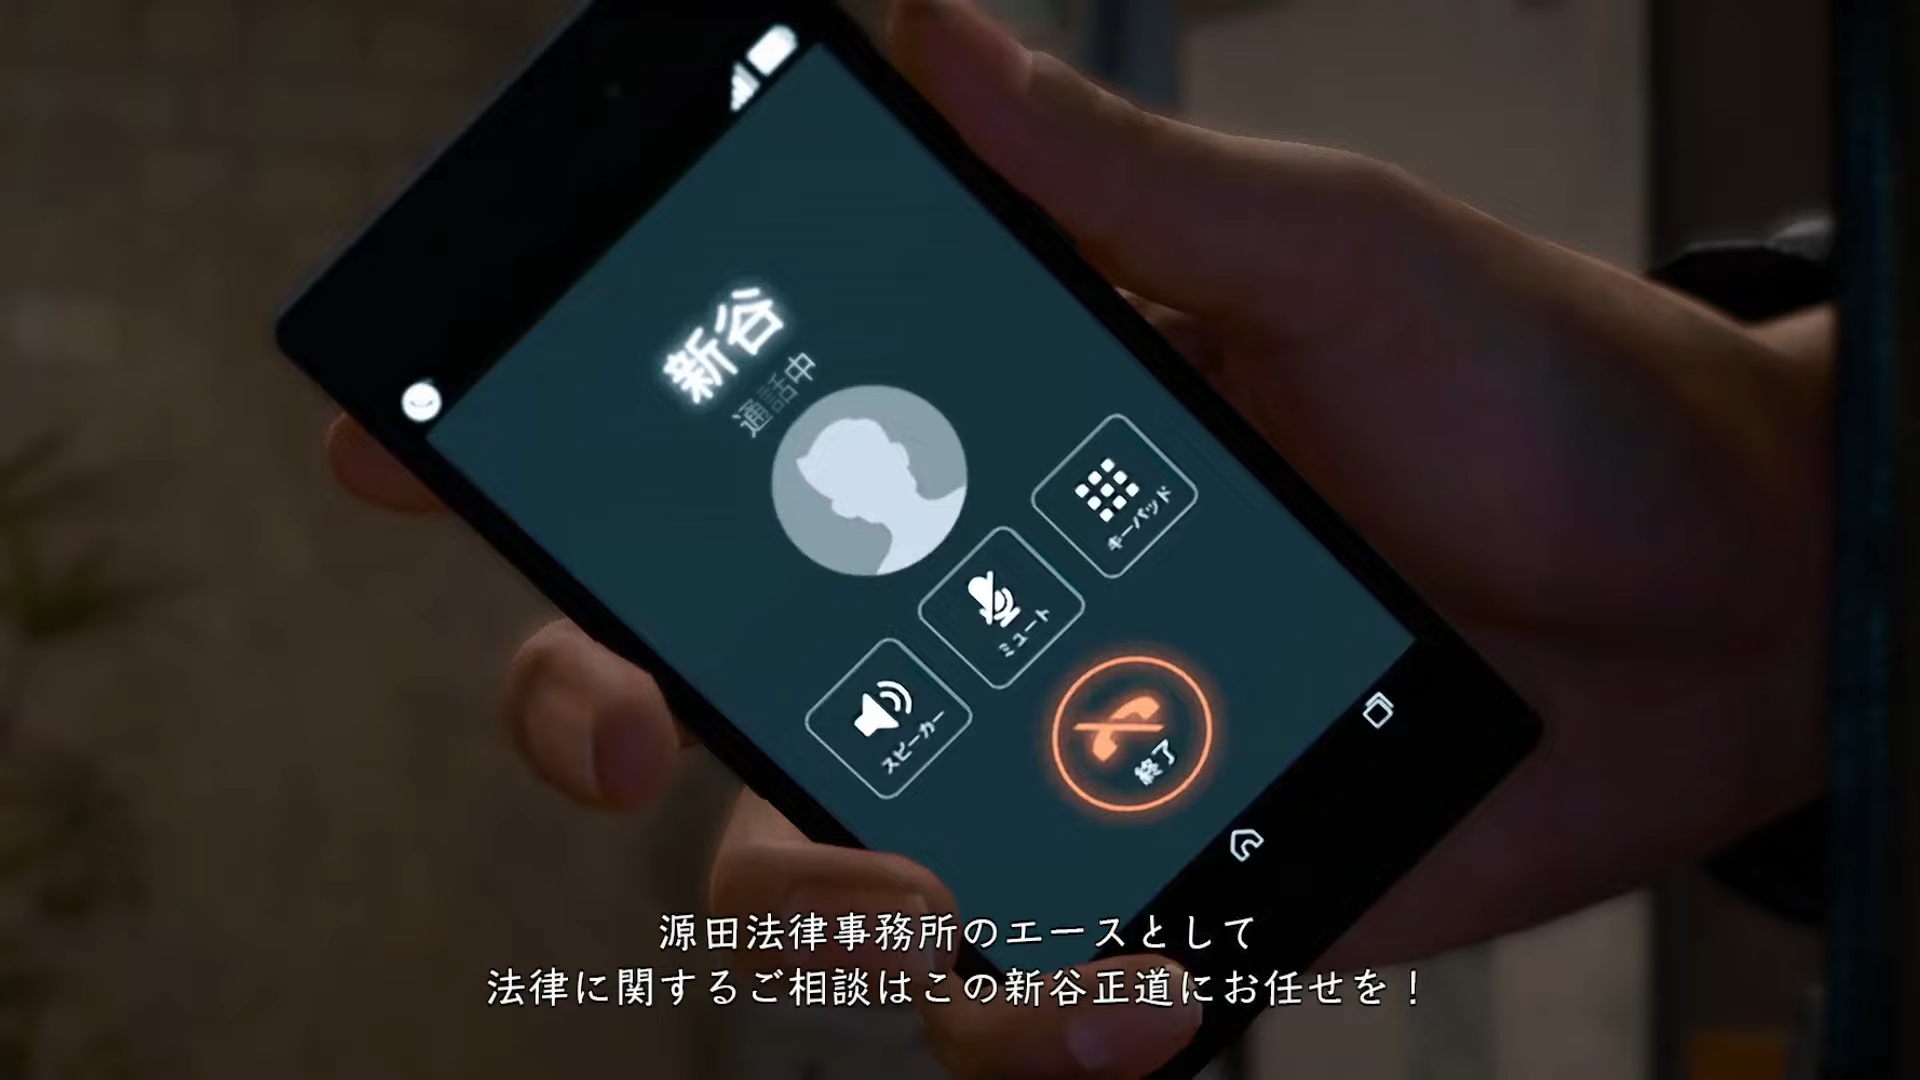 新谷
通話中
キーパッド
ミュート
スピーカー
終了
源田法律事務所のエースとして
法律に関するご相談はこの新谷正道にお任せを！